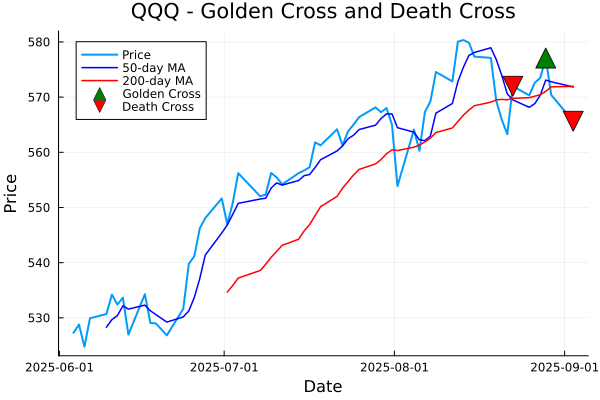 QQQ - Golden Cross and Death Cross
Price
50-day MA
200-day MA
Golden Cross
Death Cross
580
570
560
550
540
530
Price
2025-06-01
2025-07-01
2025-08-01
2025-09-01
Date